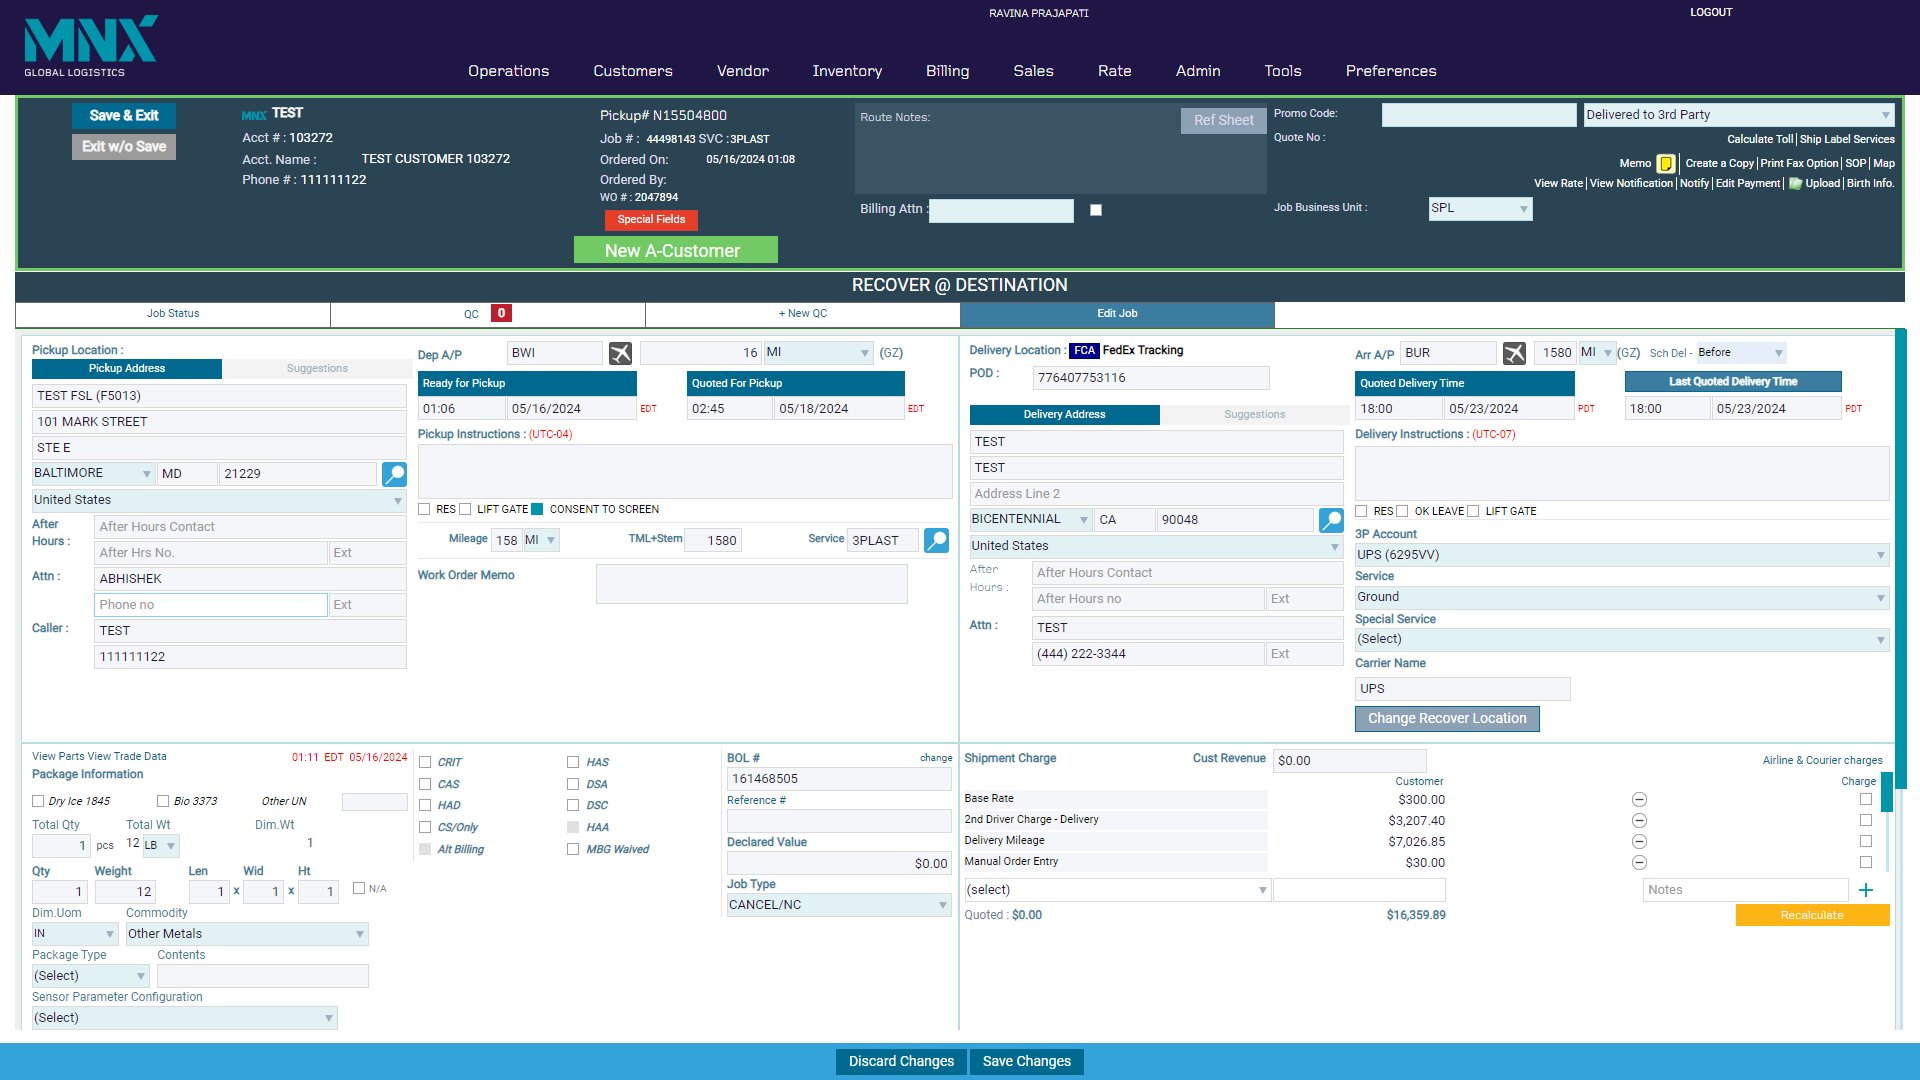 MNX
GLOBAL LOGISTICS
RAVINA PRAJAPATI
LOGOUT
Operations Customers Vendor Inventory Billing Sales Rate Admin Tools Preferences
Save & Exit
Exit w/o Save
MNX TEST
Acct # : 103272
Acct. Name : TEST CUSTOMER 103272
Phone # : 111111122
Pickup# N15504800
Job # : 44498143 SVC :3PLAST
Ordered On: 05/16/2024 01:08
Ordered By:
WO # : 2047894
Special Fields
New A-Customer
Route Notes:
Ref Sheet
Billing Attn :
Promo Code:
Delivered to 3rd Party
Quote No :
Calculate Toll | Ship Label Services
Memo | Create a Copy | Print Fax Option | SOP | Map
View Rate | View Notification | Notify | Edit Payment | Upload | Birth Info.
Job Business Unit : SPL
RECOVER @ DESTINATION
Job Status
QC 0
+ New QC
Edit Job
Pickup Location :
Pickup Address
Suggestions
TEST FSL (F5013)
101 MARK STREET
STE E
BALTIMORE MD 21229
United States
After Hours : After Hours Contact
After Hrs No. Ext
Attn : ABHISHEK
Phone no Ext
Caller : TEST
111111122
Dep A/P BWI 16 MI (GZ)
Ready for Pickup
01:06 05/16/2024 EDT
Quoted For Pickup
02:45 05/18/2024 EDT
Pickup Instructions : (UTC-04)
RES LIFT GATE CONSENT TO SCREEN
Mileage 158 MI TML+Stem 1580 Service 3PLAST
Work Order Memo
Delivery Location : FCA FedEx Tracking
POD : 776407753116
Delivery Address
Suggestions
TEST
TEST
Address Line 2
BICENTENNIAL CA 90048
United States
After Hours : After Hours Contact
After Hours no Ext
Attn : TEST
(444) 222-3344 Ext
Arr A/P BUR 1580 MI (GZ) Sch Del - Before
Quoted Delivery Time
18:00 05/23/2024 PDT
Last Quoted Delivery Time
18:00 05/23/2024 PDT
Delivery Instructions : (UTC-07)
RES OK LEAVE LIFT GATE
3P Account
UPS (6295VV)
Service
Ground
Special Service
(Select)
Carrier Name
UPS
Change Recover Location
View Parts View Trade Data 01:11 EDT 05/16/2024
Package Information
Dry Ice 1845 Bio 3373 Other UN
Total Qty Total Wt Dim.Wt
1 pcs 12 LB 1
Qty Weight Len Wid Ht
1 12 1 x 1 x 1 N/A
Dim.Uom Commodity
IN Other Metals
Package Type Contents
(Select)
Sensor Parameter Configuration
(Select)
CRIT HAS
CAS DSA
HAD DSC
CS/Only HAA
Alt Billing MBG Waived
BOL # change
161468505
Reference #
Declared Value
$0.00
Job Type
CANCEL/NC
Shipment Charge Cust Revenue $0.00 Airline & Courier charges
Customer Charge
Base Rate $300.00
2nd Driver Charge - Delivery $3,207.40
Delivery Mileage $7,026.85
Manual Order Entry $30.00
(select) Notes +
Quoted : $0.00 $16,359.89
Recalculate
Discard Changes Save Changes